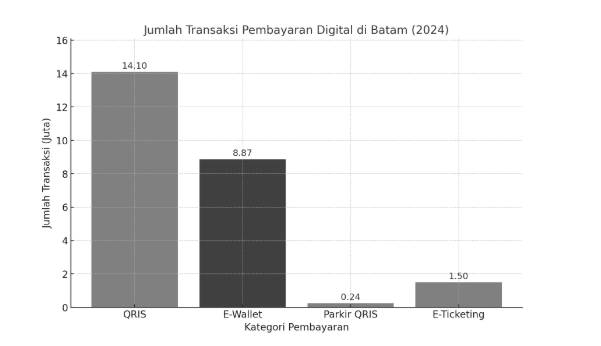 Jumlah Transaksi Pembayaran Digital di Batam (2024)
16
14
12
10
8
6
4
2
0
Jumlah Transaksi (Juta)
14.10
8.87
0.24
1.50
QRIS
E-Wallet
Parkir QRIS
E-Ticketing
Kategori Pembayaran